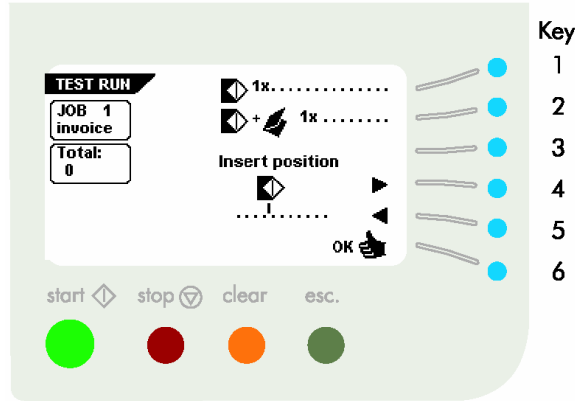 Key
TEST RUN
JOB 1
invoice
Total:
0
1x..............
+ 1x ........
Insert position
..........
OK
1
2
3
4
5
6
start stop clear esc.